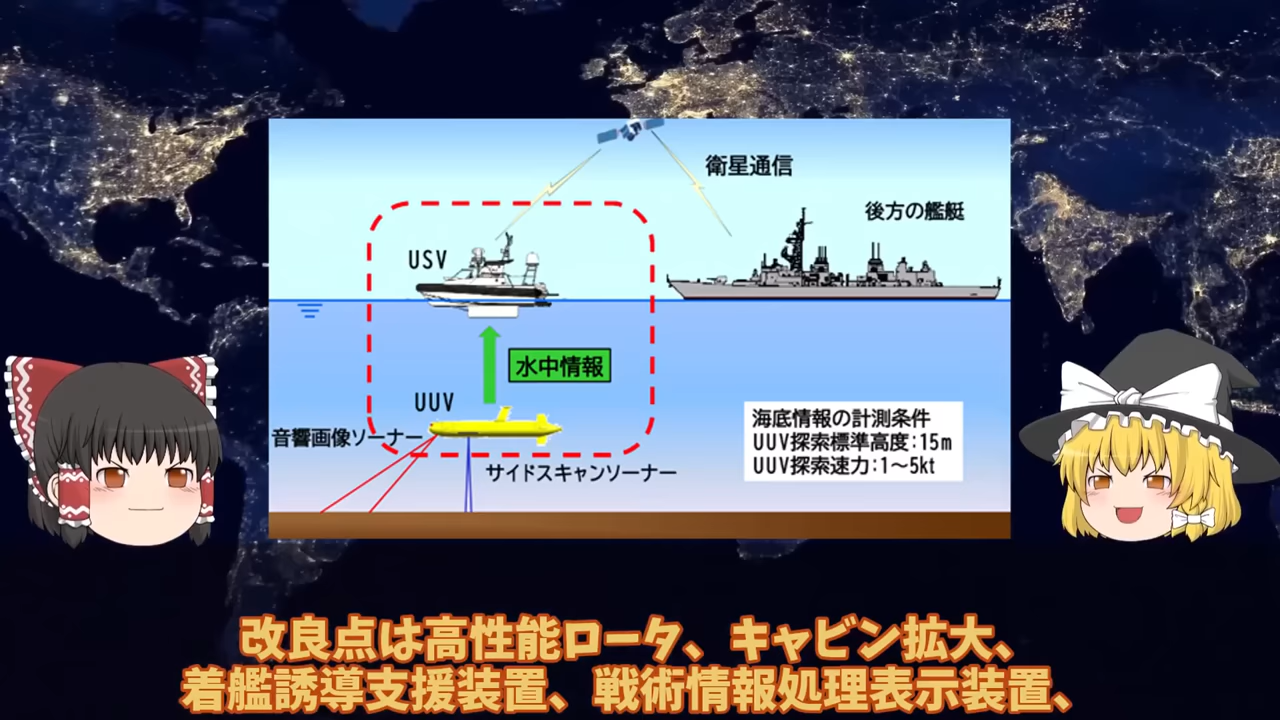 衛星通信
後方の艦艇
USV
水中情報
UUV
音響画像ソーナー
サイドスキャンソーナー
海底情報の計測条件
UUV探索標準高度:15m
UUV探索速力:1～5kt
改良点は高性能ロータ、キャビン拡大、
着艦誘導支援装置、戦術情報処理表示装置、